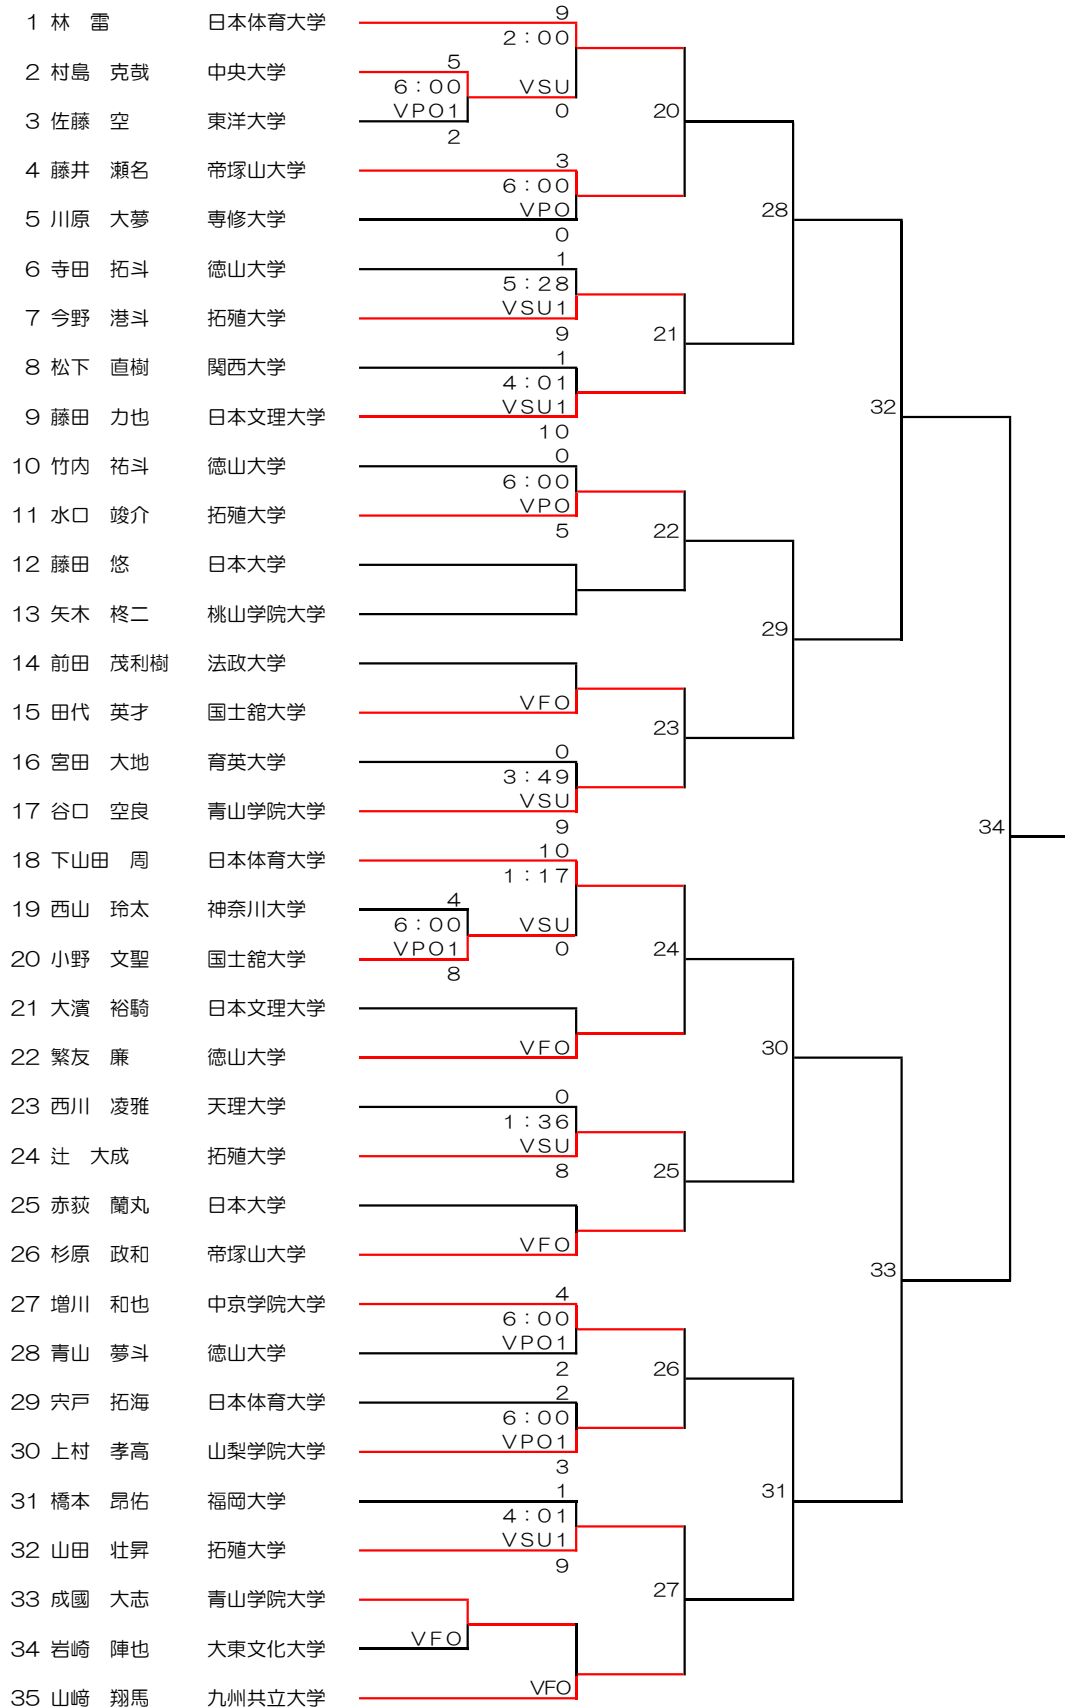 1 林　雷 日本体育大学 9
2：00
2 村島　克哉 中央大学 5
6：00 VSU
3 佐藤　空 東洋大学 VPO1 0 20
2
4 藤井　瀬名 帝塚山大学 3
6：00
5 川原　大夢 専修大学 VPO 28
0
6 寺田　拓斗 徳山大学 1
5：28
7 今野　港斗 拓殖大学 VSU1
9 21
8 松下　直樹 関西大学 1
4：01
9 藤田　力也 日本文理大学 VSU1 32
10
10 竹内　祐斗 徳山大学 0
6：00
11 水口　竣介 拓殖大学 VPO
5 22
12 藤田　悠 日本大学
13 矢木　柊二 桃山学院大学 29
14 前田　茂利樹 法政大学
15 田代　英才 国士舘大学 VFO
23
16 宮田　大地 育英大学 0
3：49
17 谷口　空良 青山学院大学 VSU
9 34
18 下山田　周 日本体育大学 10
1：17
19 西山　玲太 神奈川大学 4
6：00 VSU
20 小野　文聖 国士舘大学 VPO1 0 24
8
21 大濱　裕騎 日本文理大学
22 繁友　廉 徳山大学 VFO 30
23 西川　凌雅 天理大学 0
1：36
24 辻　大成 拓殖大学 VSU
8 25
25 赤荻　蘭丸 日本大学
26 杉原　政和 帝塚山大学 VFO
33
27 増川　和也 中京学院大学 4
6：00
28 青山　夢斗 徳山大学 VPO1
2 26
29 宍戸　拓海 日本体育大学 2
6：00
30 上村　孝高 山梨学院大学 VPO1
3
31 橋本　昂佑 福岡大学 1 31
4：01
32 山田　壮昇 拓殖大学 VSU1
9
33 成國　大志 青山学院大学 27
34 岩崎　陣也 大東文化大学 VFO
35 山﨑　翔馬 九州共立大学 VFO